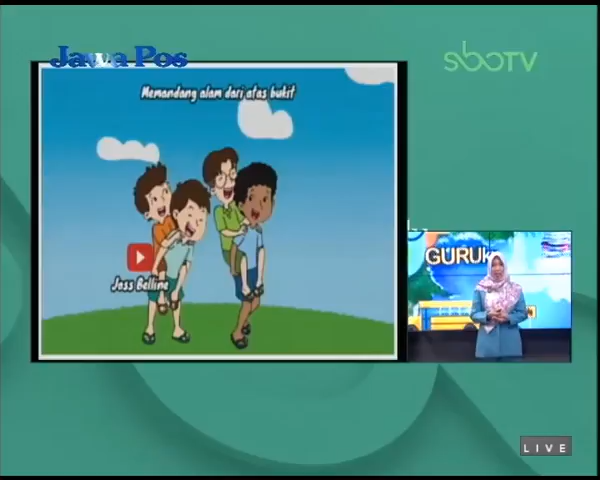 Jawa Pos
sboTV
Memandang alam dari atas bukit
Joss Belline
GURUK
LIVE